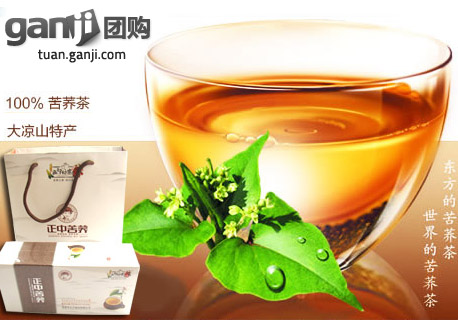 ganji团购
tuan.ganji.com
100% 苦荞茶
大凉山特产
正中苦荞
正中苦荞
东方的苦荞茶
世界的苦荞茶